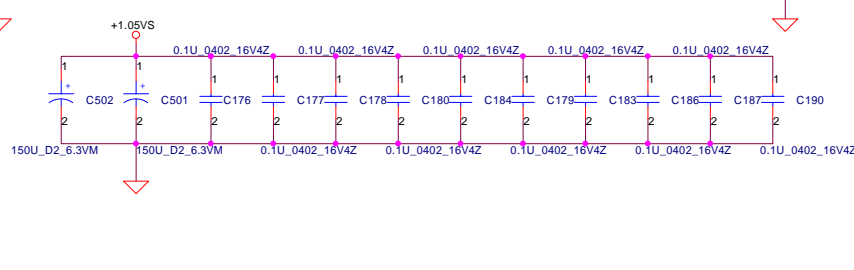 +1.05VS
0.1U_0402_16V4Z 0.1U_0402_16V4Z 0.1U_0402_16V4Z 0.1U_0402_16V4Z 0.1U_0402_16V4Z
1 1 1 1 1 1 1 1 1 1 1 1
+ +
C502 C501 C176 C177 C178 C180 C184 C179 C183 C186 C187 C190
2 2 2 2 2 2 2 2 2 2 2 2
150U_D2_6.3VM 150U_D2_6.3VM 0.1U_0402_16V4Z 0.1U_0402_16V4Z 0.1U_0402_16V4Z 0.1U_0402_16V4Z 0.1U_0402_16V4Z